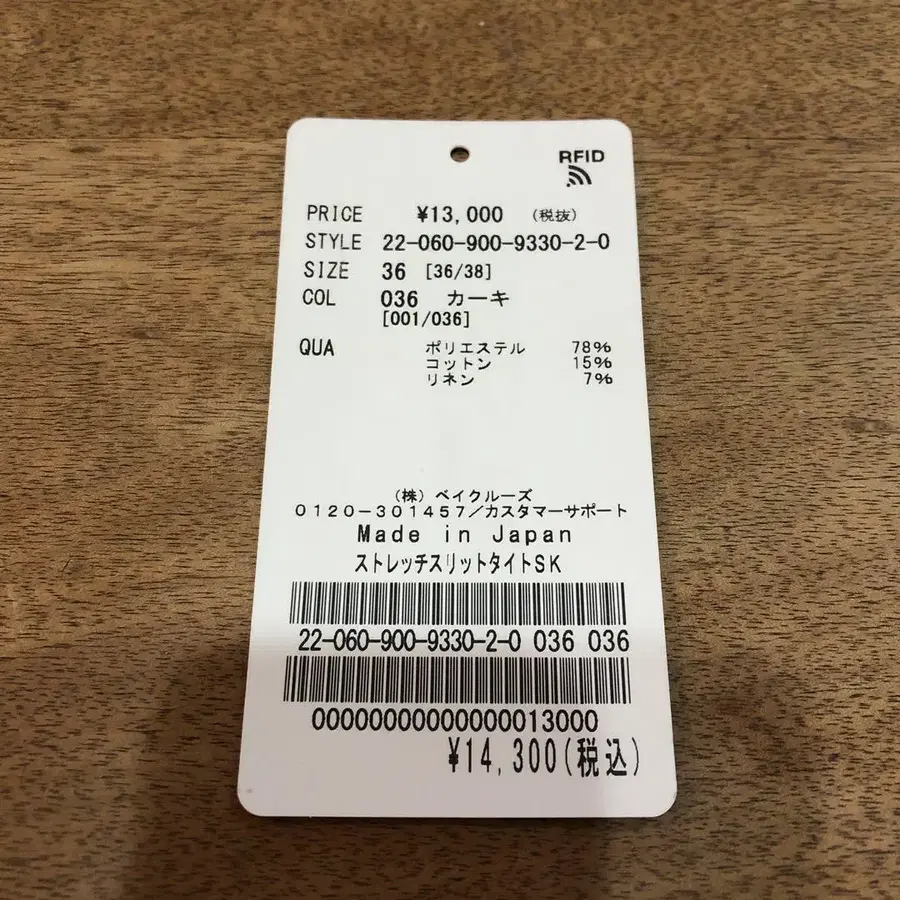 RFID
PRICE ¥13,000 (税抜)
STYLE 22-060-900-9330-2-0
SIZE 36 [36/38]
COL 036 カーキ
[001/036]
QUA ポリエステル 78%
コットン 15%
リネン 7%
(株)ベイクルーズ
0120-301457/カスタマーサポート
Made in Japan
ストレッチスリットタイトSK
22-060-900-9330-2-0 036 036
00000000000000013000
¥14,300(税込)